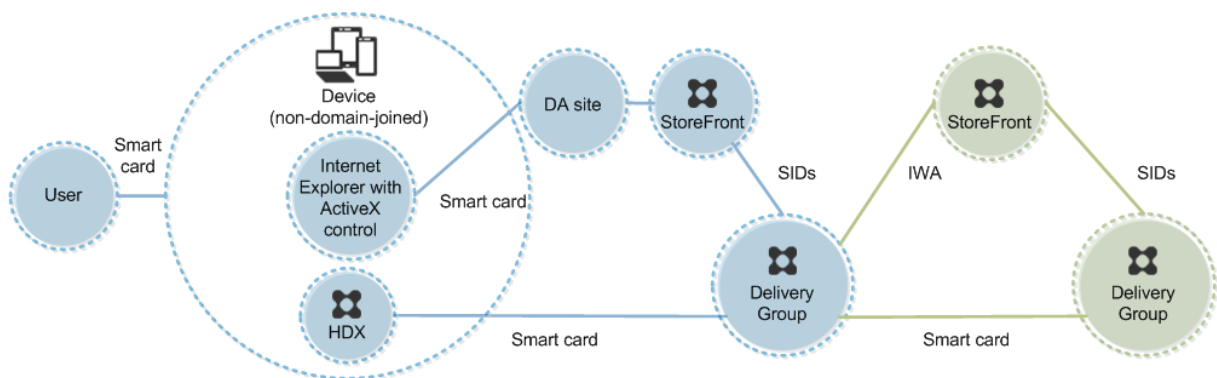 User
Smart
card
Device
(non-domain-joined)
Internet
Explorer with
ActiveX
control
HDX
Smart card
DA site
StoreFront
SIDs
Smart card
Delivery
Group
IWA
StoreFront
SIDs
Smart card
Delivery
Group